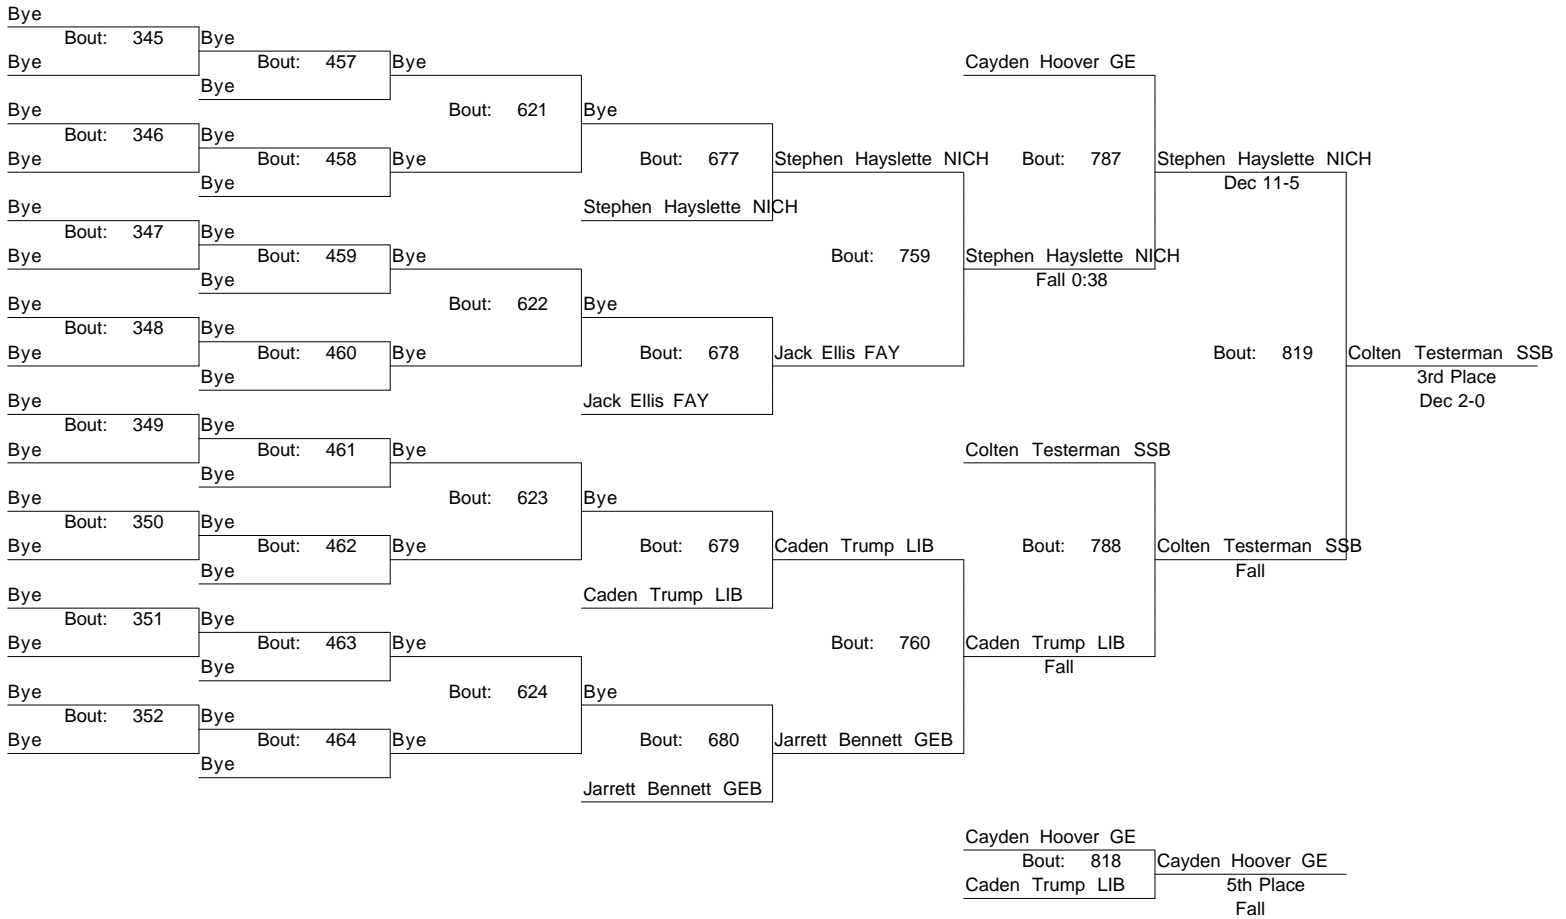 Bye
Bout: 345 Bye
Bye Bout: 457 Bye Cayden Hoover GE
Bye
Bye Bout: 621 Bye
Bout: 346 Bye
Bye Bout: 458 Bye Bout: 677 Stephen Hayslette NICH Bout: 787 Stephen Hayslette NICH
Bye Dec 11-5
Bye Stephen Hayslette NICH
Bout: 347 Bye
Bye Bout: 459 Bye Bout: 759 Stephen Hayslette NICH
Bye Fall 0:38
Bye Bout: 622 Bye
Bout: 348 Bye
Bye Bout: 460 Bye Bout: 678 Jack Ellis FAY Bout: 819 Colten Testerman SSB
Bye 3rd Place
Bye Jack Ellis FAY Dec 2-0
Bout: 349 Bye
Bye Bout: 461 Bye Colten Testerman SSB
Bye
Bye Bout: 623 Bye
Bout: 350 Bye
Bye Bout: 462 Bye Bout: 679 Caden Trump LIB Bout: 788 Colten Testerman SSB
Bye Fall
Bye Caden Trump LIB
Bout: 351 Bye
Bye Bout: 463 Bye Bout: 760 Caden Trump LIB
Bye Fall
Bye Bout: 624 Bye
Bout: 352 Bye
Bye Bout: 464 Bye Bout: 680 Jarrett Bennett GEB
Bye
Jarrett Bennett GEB
Cayden Hoover GE
Bout: 818 Cayden Hoover GE
Caden Trump LIB 5th Place
Fall